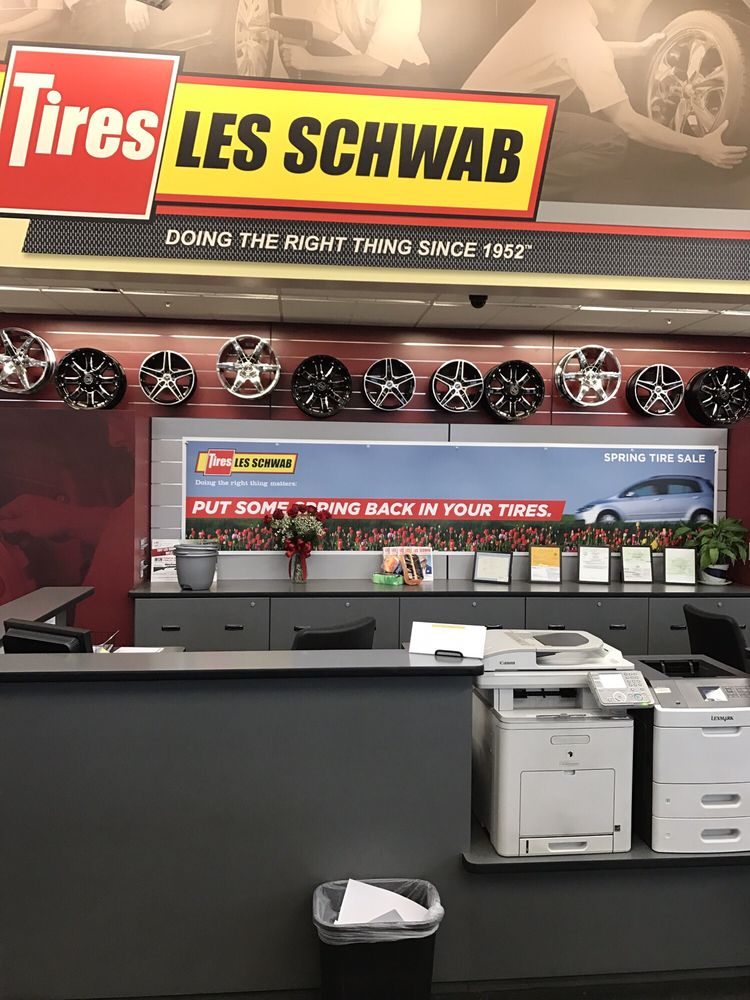 Tires
LES SCHWAB
DOING THE RIGHT THING SINCE 1952™
Tires LES SCHWAB
SPRING TIRE SALE
Doing the right thing matters:
PUT SOME SPRING BACK IN YOUR TIRES.
Canon
LEXMARK